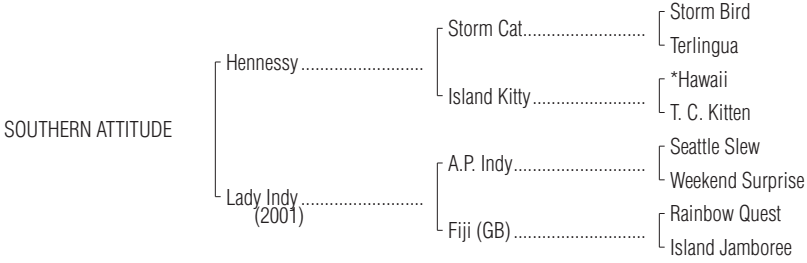 Storm Bird
Storm Cat..........................
Terlingua
Hennessy..........................
*Hawaii
Island Kitty........................
T. C. Kitten
SOUTHERN ATTITUDE
Seattle Slew
A.P. Indy............................
Weekend Surprise
Lady Indy..........................
(2001)
Rainbow Quest
Fiji (GB)............................
Island Jamboree